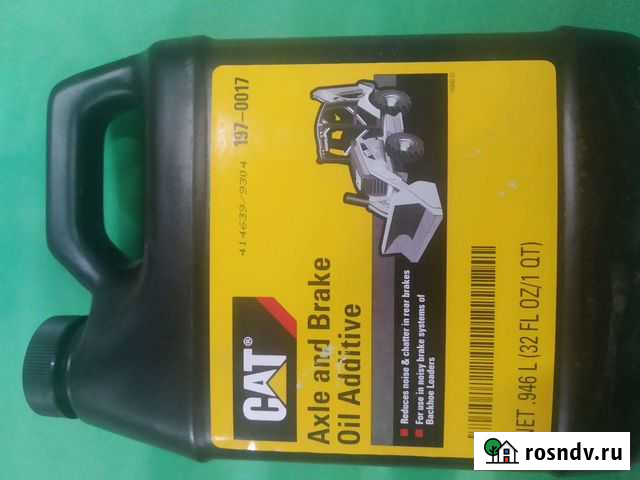 CAT®
197-0017
414639/9304
Axle and Brake
Oil Additive
Reduces noise & chatter in rear brakes
For use in noisy brake systems of
Backhoe Loaders
NET .946 L (32 FL OZ/1 QT)
rosndv.ru